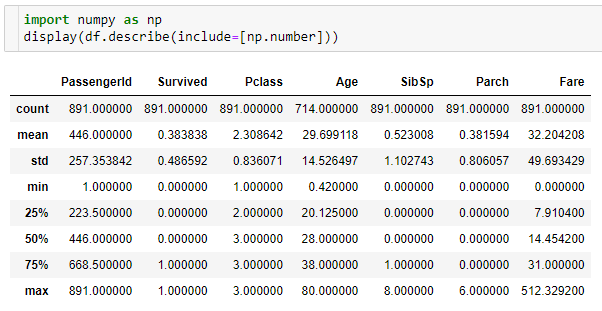 import numpy as np
display(df.describe(include=[np.number]))
PassengerId Survived Pclass Age SibSp Parch Fare
count 891.000000 891.000000 891.000000 714.000000 891.000000 891.000000 891.000000
mean 446.000000 0.383838 2.308642 29.699118 0.523008 0.381594 32.204208
std 257.353842 0.486592 0.836071 14.526497 1.102743 0.806057 49.693429
min 1.000000 0.000000 1.000000 0.420000 0.000000 0.000000 0.000000
25% 223.500000 0.000000 2.000000 20.125000 0.000000 0.000000 7.910400
50% 446.000000 0.000000 3.000000 28.000000 0.000000 0.000000 14.454200
75% 668.500000 1.000000 3.000000 38.000000 1.000000 0.000000 31.000000
max 891.000000 1.000000 3.000000 80.000000 8.000000 6.000000 512.329200